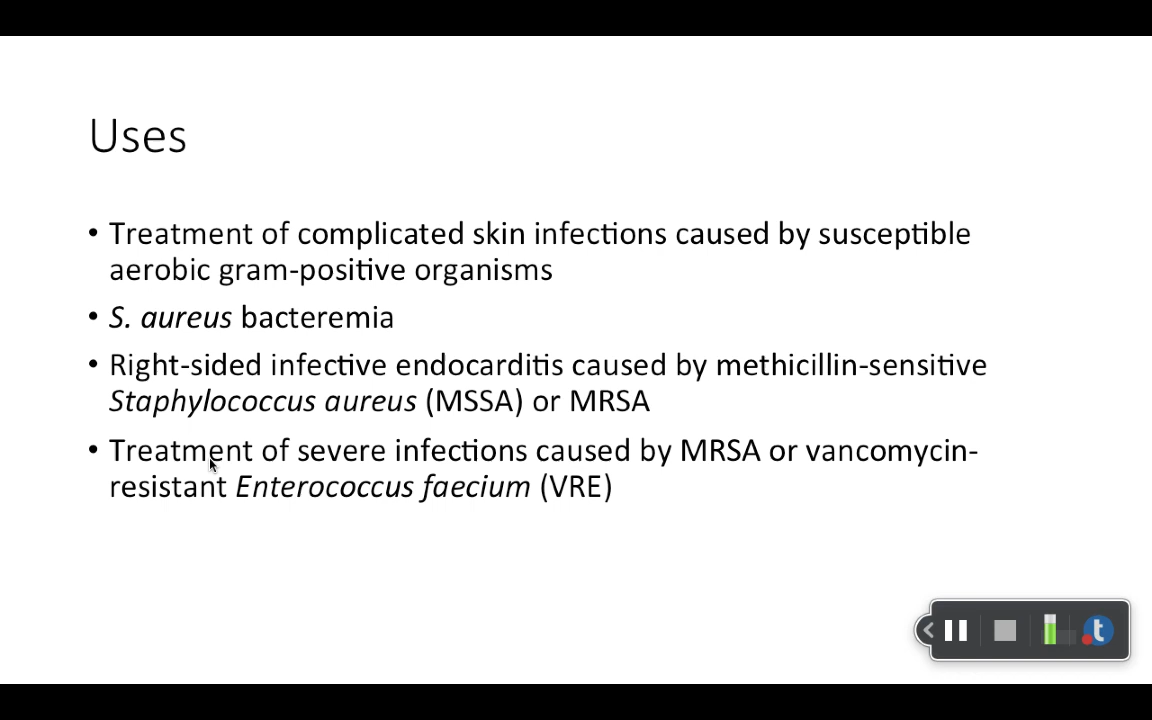 Uses
• Treatment of complicated skin infections caused by susceptible
aerobic gram-positive organisms
• S. aureus bacteremia
• Right-sided infective endocarditis caused by methicillin-sensitive
Staphylococcus aureus (MSSA) or MRSA
• Treatment of severe infections caused by MRSA or vancomycin-
resistant Enterococcus faecium (VRE)
t